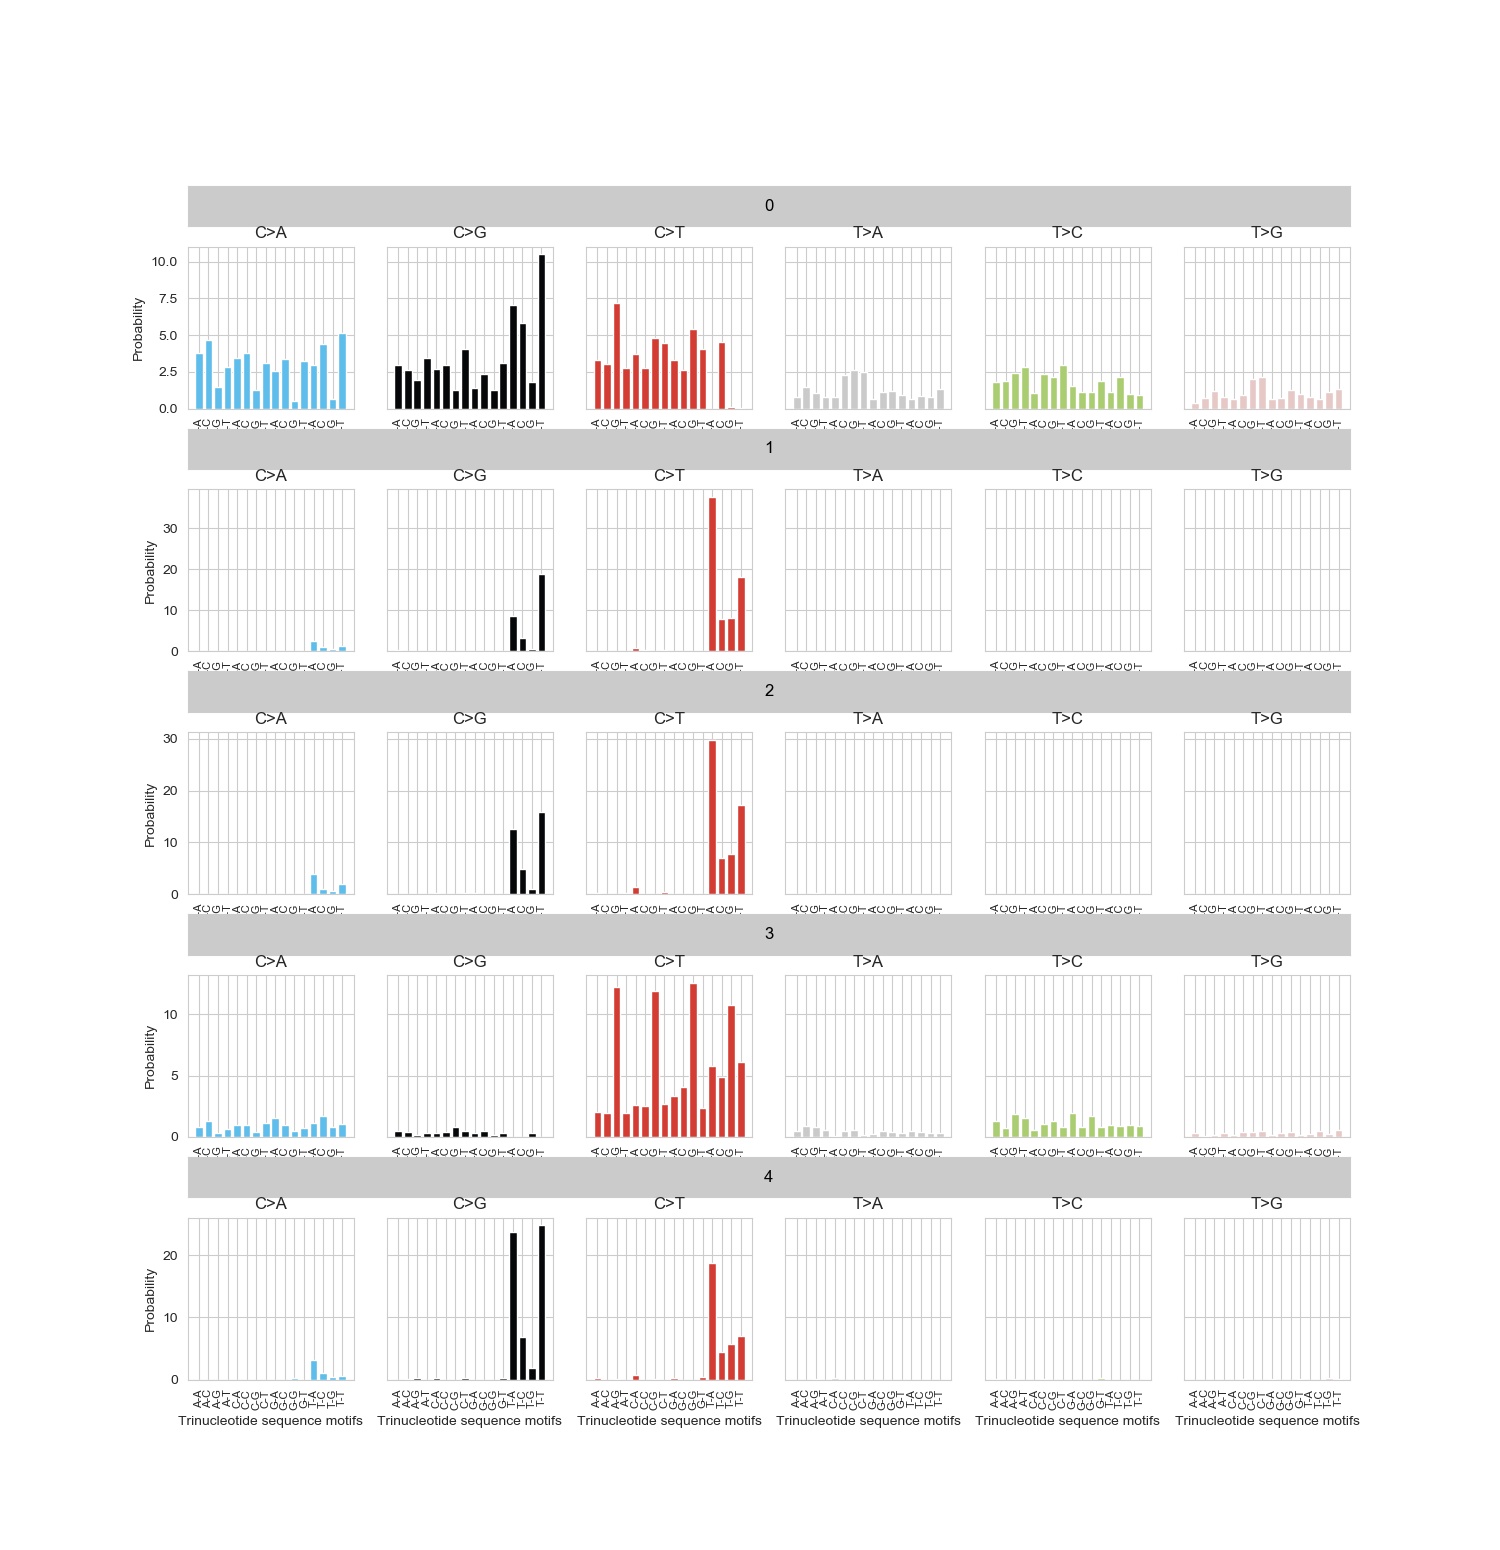 0
C>A C>G C>T T>A T>C T>G
10.0
7.5
5.0
2.5
0.0
Probability
1
C>A C>G C>T T>A T>C T>G
30
20
10
0
Probability
2
C>A C>G C>T T>A T>C T>G
30
20
10
0
Probability
3
C>A C>G C>T T>A T>C T>G
10
5
0
Probability
4
C>A C>G C>T T>A T>C T>G
20
10
0
Probability
A-A A-C A-G A-T C-A C-C C-G C-T G-A G-C G-G G-T T-A T-C T-G T-T
A-A A-C A-G A-T C-A C-C C-G C-T G-A G-C G-G G-T T-A T-C T-G T-T
A-A A-C A-G A-T C-A C-C C-G C-T G-A G-C G-G G-T T-A T-C T-G T-T
A-A A-C A-G A-T C-A C-C C-G C-T G-A G-C G-G G-T T-A T-C T-G T-T
A-A A-C A-G A-T C-A C-C C-G C-T G-A G-C G-G G-T T-A T-C T-G T-T
A-A A-C A-G A-T C-A C-C C-G C-T G-A G-C G-G G-T T-A T-C T-G T-T
Trinucleotide sequence motifs Trinucleotide sequence motifs Trinucleotide sequence motifs Trinucleotide sequence motifs Trinucleotide sequence motifs Trinucleotide sequence motifs